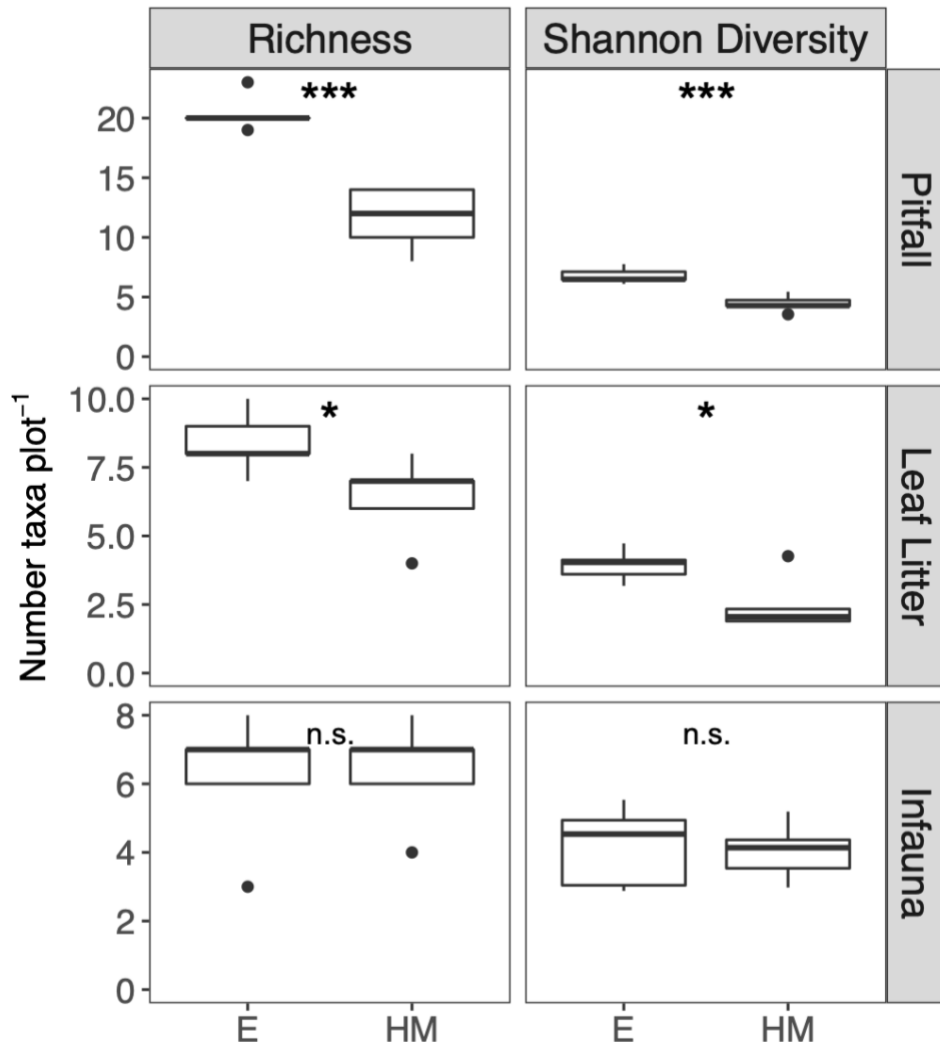 Richness
Shannon Diversity
Number taxa plot⁻¹
20
15
10
5
0
***
***
Pitfall
10.0
7.5
5.0
2.5
0.0
*
*
Leaf Litter
8
6
4
2
0
n.s.
n.s.
Infauna
E
HM
E
HM